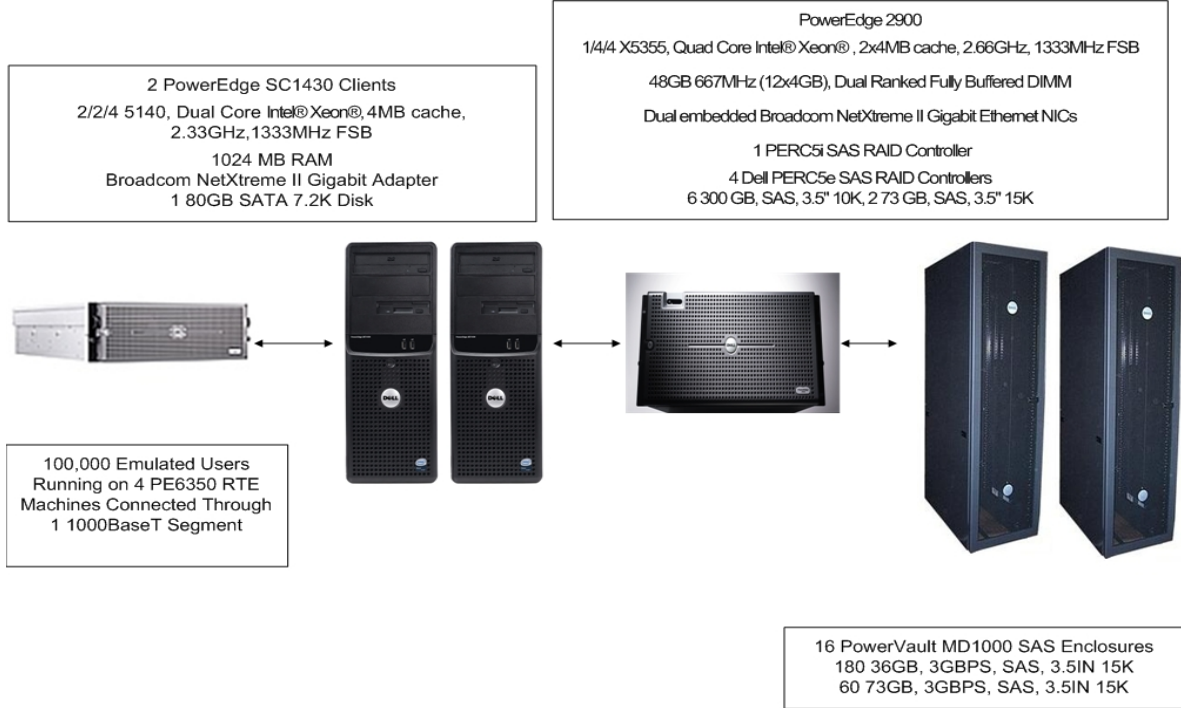 PowerEdge 2900
1/4/4 X5355, Quad Core Intel® Xeon® , 2x4MB cache, 2.66GHz, 1333MHz FSB
48GB 667MHz (12x4GB), Dual Ranked Fully Buffered DIMM
Dual embedded Broadcom NetXtreme II Gigabit Ethernet NICs
1 PERC5i SAS RAID Controller
4 Dell PERC5e SAS RAID Controllers
6 300 GB, SAS, 3.5" 10K, 2 73 GB, SAS, 3.5" 15K
2 PowerEdge SC1430 Clients
2/2/4 5140, Dual Core Intel® Xeon®, 4MB cache,
2.33GHz,1333MHz FSB
1024 MB RAM
Broadcom NetXtreme II Gigabit Adapter
1 80GB SATA 7.2K Disk
DELL
DELL
100,000 Emulated Users
Running on 4 PE6350 RTE
Machines Connected Through
1 1000BaseT Segment
16 PowerVault MD1000 SAS Enclosures
180 36GB, 3GBPS, SAS, 3.5IN 15K
60 73GB, 3GBPS, SAS, 3.5IN 15K